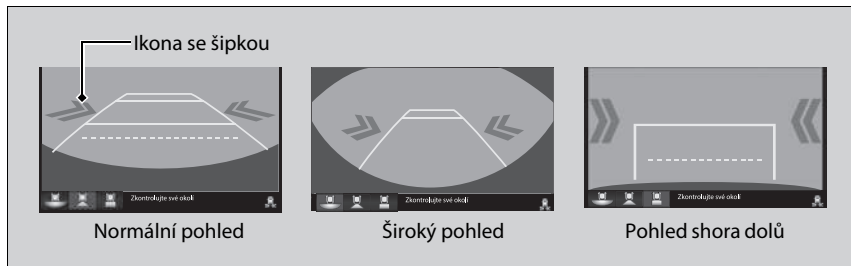 Ikona se šipkou
Zkontrolujte své okolí
Zkontrolujte své okolí
Zkontrolujte své okolí
Normální pohled
Široký pohled
Pohled shora dolů